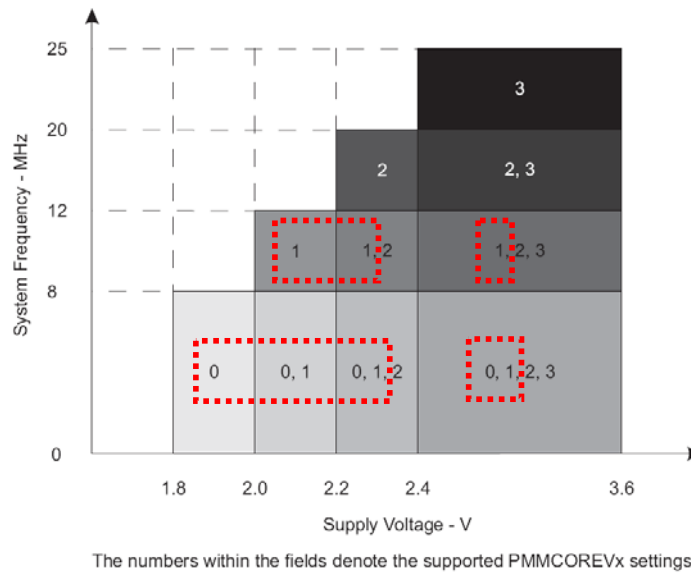 25
3
20
2
2, 3
12
1
1, 2
1, 2, 3
8
0
0, 1
0, 1, 2
0, 1, 2, 3
0
1.8
2.0
2.2
2.4
3.6
System Frequency - MHz
Supply Voltage - V
The numbers within the fields denote the supported PMMCOREVx settings